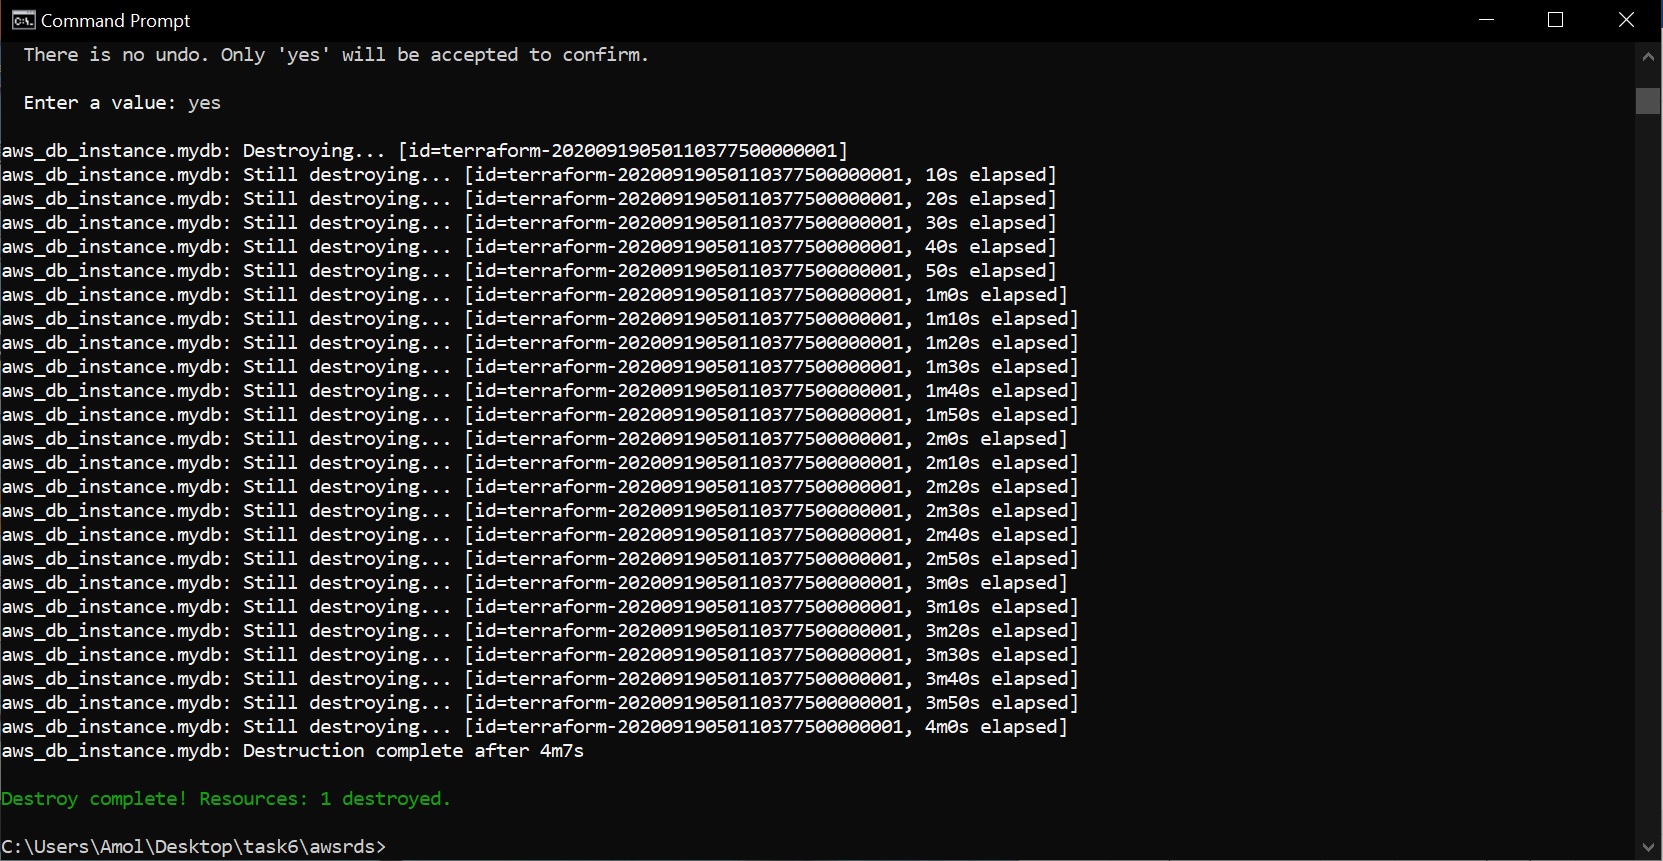 Command Prompt
There is no undo. Only 'yes' will be accepted to confirm.
Enter a value: yes
aws_db_instance.mydb: Destroying... [id=terraform-20200919050110377500000001]
aws_db_instance.mydb: Still destroying... [id=terraform-20200919050110377500000001, 10s elapsed]
aws_db_instance.mydb: Still destroying... [id=terraform-20200919050110377500000001, 20s elapsed]
aws_db_instance.mydb: Still destroying... [id=terraform-20200919050110377500000001, 30s elapsed]
aws_db_instance.mydb: Still destroying... [id=terraform-20200919050110377500000001, 40s elapsed]
aws_db_instance.mydb: Still destroying... [id=terraform-20200919050110377500000001, 50s elapsed]
aws_db_instance.mydb: Still destroying... [id=terraform-20200919050110377500000001, 1m0s elapsed]
aws_db_instance.mydb: Still destroying... [id=terraform-20200919050110377500000001, 1m10s elapsed]
aws_db_instance.mydb: Still destroying... [id=terraform-20200919050110377500000001, 1m20s elapsed]
aws_db_instance.mydb: Still destroying... [id=terraform-20200919050110377500000001, 1m30s elapsed]
aws_db_instance.mydb: Still destroying... [id=terraform-20200919050110377500000001, 1m40s elapsed]
aws_db_instance.mydb: Still destroying... [id=terraform-20200919050110377500000001, 1m50s elapsed]
aws_db_instance.mydb: Still destroying... [id=terraform-20200919050110377500000001, 2m0s elapsed]
aws_db_instance.mydb: Still destroying... [id=terraform-20200919050110377500000001, 2m10s elapsed]
aws_db_instance.mydb: Still destroying... [id=terraform-20200919050110377500000001, 2m20s elapsed]
aws_db_instance.mydb: Still destroying... [id=terraform-20200919050110377500000001, 2m30s elapsed]
aws_db_instance.mydb: Still destroying... [id=terraform-20200919050110377500000001, 2m40s elapsed]
aws_db_instance.mydb: Still destroying... [id=terraform-20200919050110377500000001, 2m50s elapsed]
aws_db_instance.mydb: Still destroying... [id=terraform-20200919050110377500000001, 3m0s elapsed]
aws_db_instance.mydb: Still destroying... [id=terraform-20200919050110377500000001, 3m10s elapsed]
aws_db_instance.mydb: Still destroying... [id=terraform-20200919050110377500000001, 3m20s elapsed]
aws_db_instance.mydb: Still destroying... [id=terraform-20200919050110377500000001, 3m30s elapsed]
aws_db_instance.mydb: Still destroying... [id=terraform-20200919050110377500000001, 3m40s elapsed]
aws_db_instance.mydb: Still destroying... [id=terraform-20200919050110377500000001, 3m50s elapsed]
aws_db_instance.mydb: Still destroying... [id=terraform-20200919050110377500000001, 4m0s elapsed]
aws_db_instance.mydb: Destruction complete after 4m7s
Destroy complete! Resources: 1 destroyed.
C:\Users\Amol\Desktop\task6\awsrds>